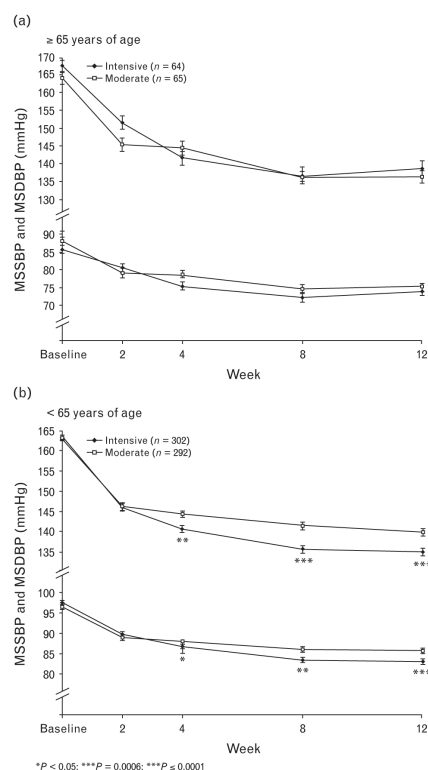 (a)
≥ 65 years of age
Intensive (n = 64)
Moderate (n = 65)
MSSBP and MSDBP (mmHg)
170
165
160
155
150
145
140
135
130
90
85
80
75
70
Baseline 2 4 8 12
Week
(b)
< 65 years of age
Intensive (n = 302)
Moderate (n = 292)
MSSBP and MSDBP (mmHg)
165
160
155
150
145
140
135
**
***
***
100
95
90
85
80
*
**
***
Baseline 2 4 8 12
Week
*P < 0.05; ***P = 0.0006; ***P ≤ 0.0001